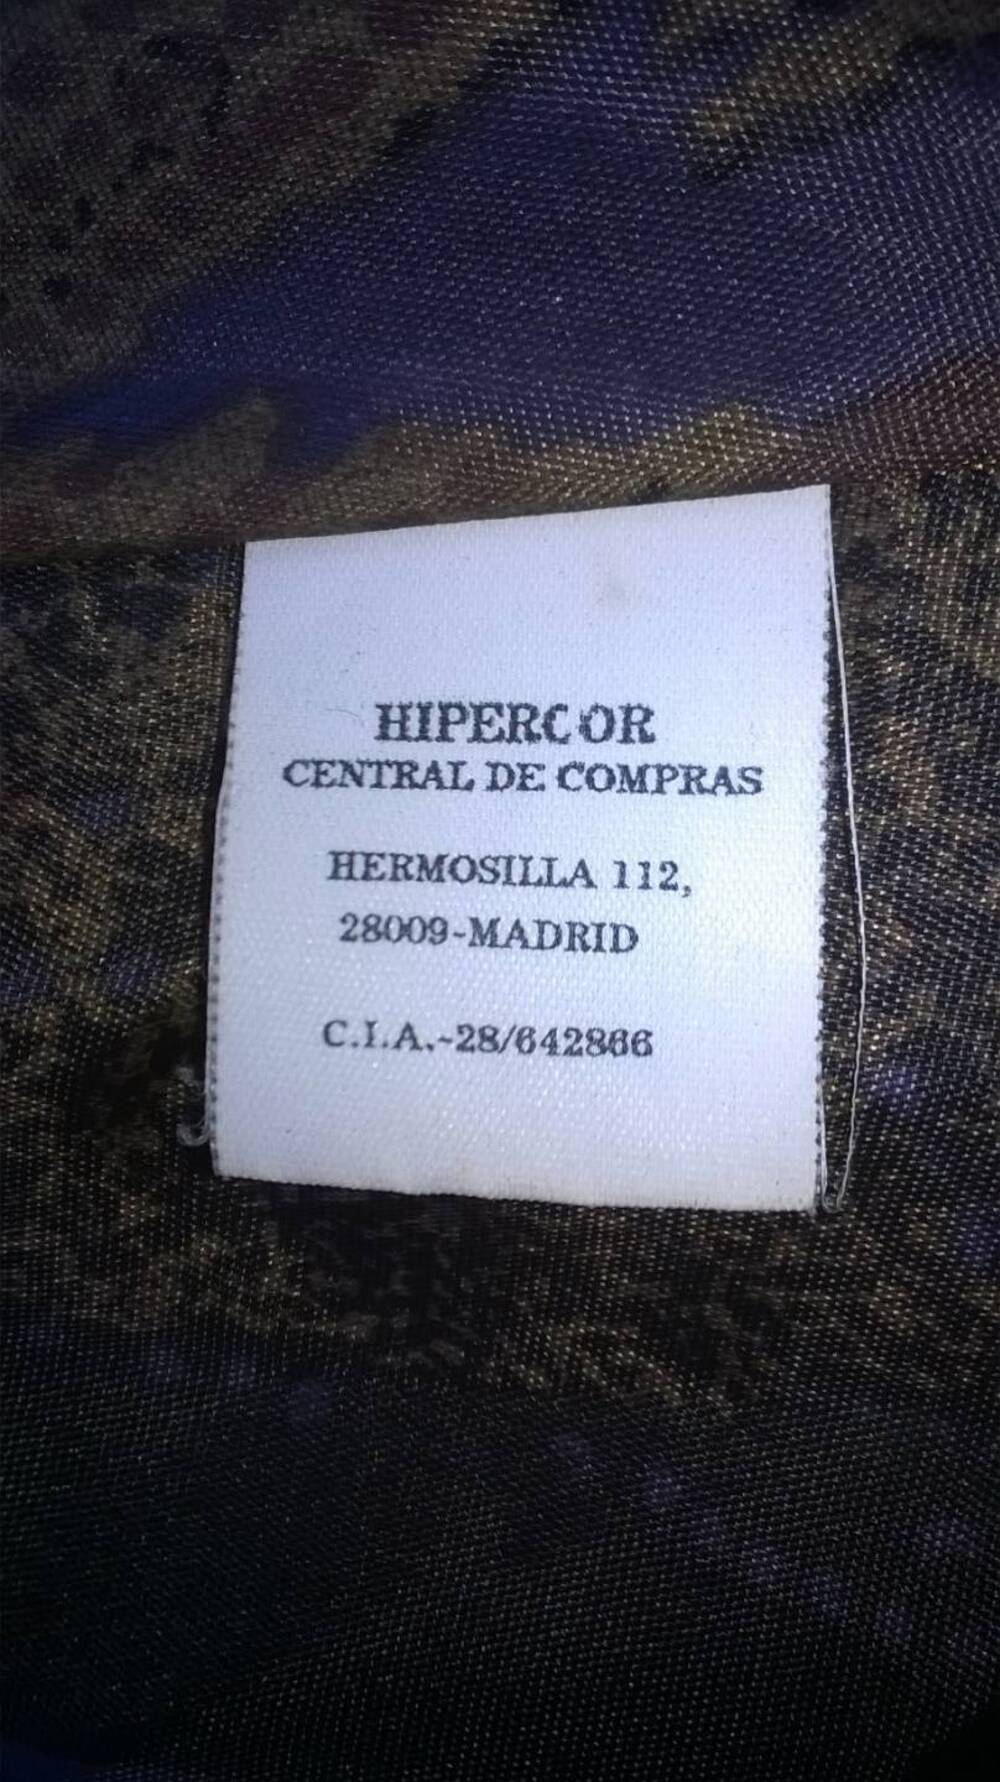 HIPERCOR
CENTRAL DE COMPRAS
HERMOSILLA 112,
28009-MADRID
C.I.A.-28/642866